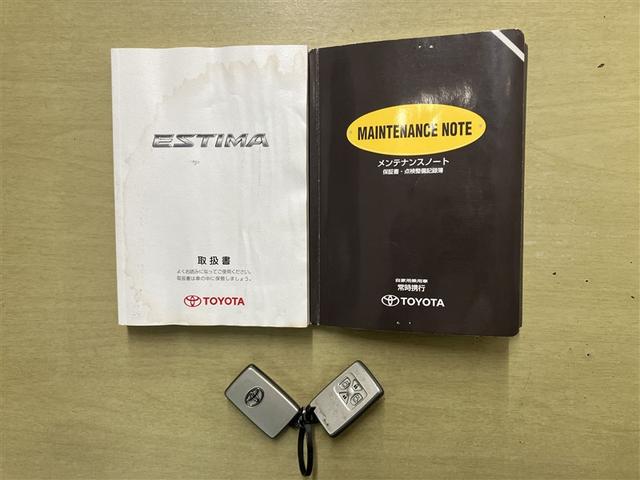 ESTIMA
取扱書
よくお読みになってご使用ください。
取扱書は車の中に保管しましょう。
TOYOTA
MAINTENANCE NOTE
メンテナンスノート
保証書・点検整備記録簿
自家用乗用車
常時携行
TOYOTA